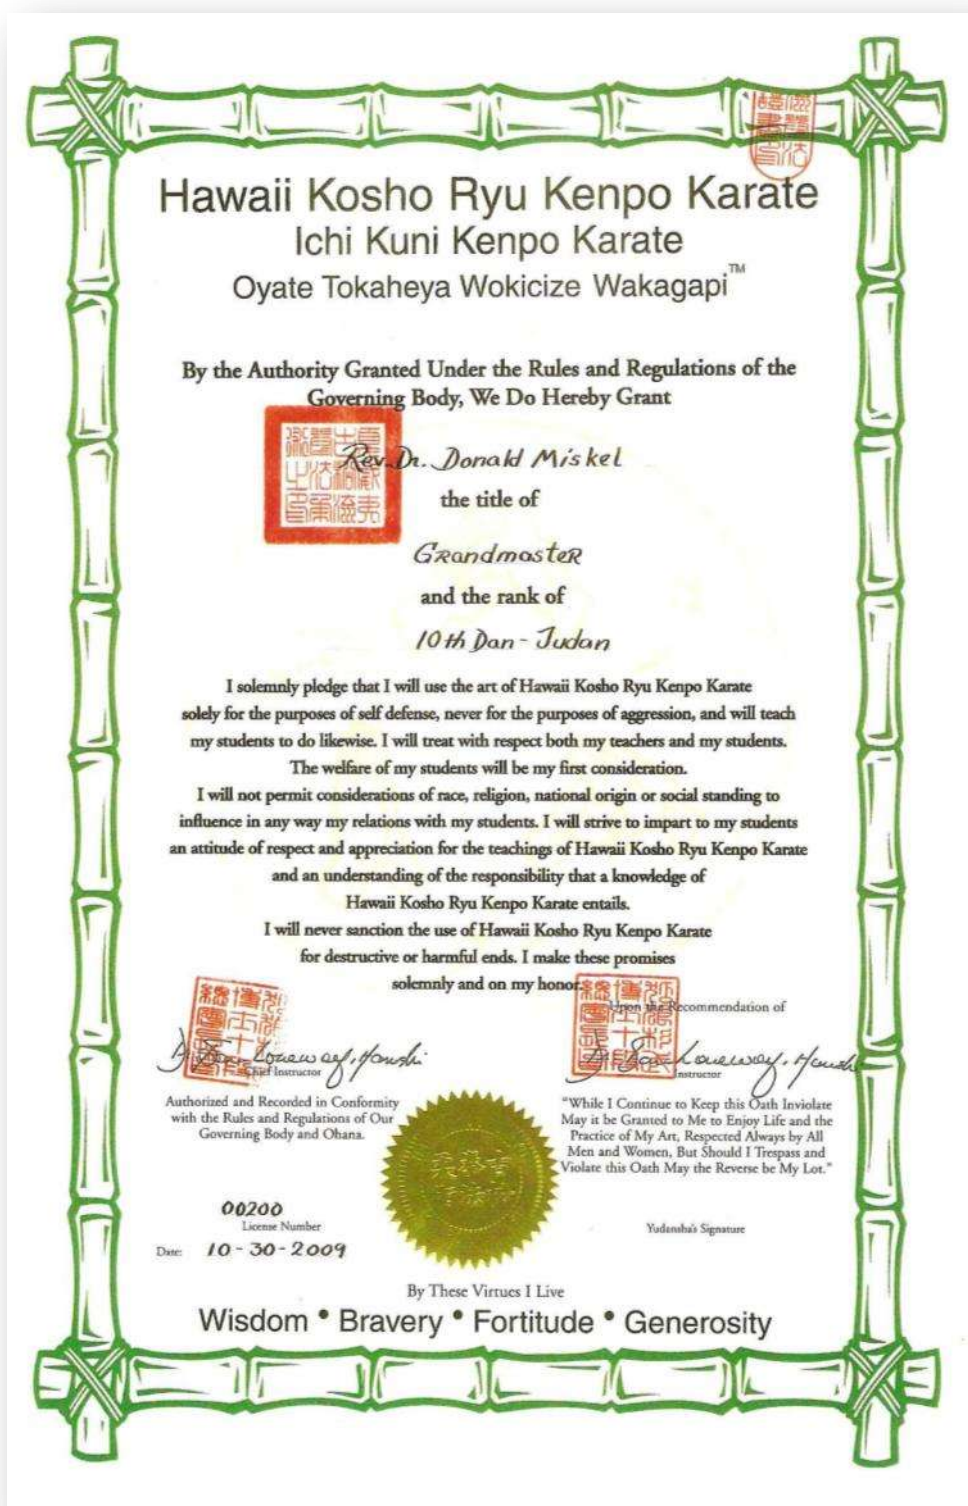 Hawaii Kosho Ryu Kenpo Karate
Ichi Kuni Kenpo Karate
Oyate Tokaheya Wokicize Wakagapi™
By the Authority Granted Under the Rules and Regulations of the
Governing Body, We Do Hereby Grant
Rev. Dr. Donald Miskel
the title of
Grandmaster
and the rank of
10th Dan - Judan
I solemnly pledge that I will use the art of Hawaii Kosho Ryu Kenpo Karate
solely for the purposes of self defense, never for the purposes of aggression, and will teach
my students to do likewise. I will treat with respect both my teachers and my students.
The welfare of my students will be my first consideration.
I will not permit considerations of race, religion, national origin or social standing to
influence in any way my relations with my students. I will strive to impart to my students
an attitude of respect and appreciation for the teachings of Hawaii Kosho Ryu Kenpo Karate
and an understanding of the responsibility that a knowledge of
Hawaii Kosho Ryu Kenpo Karate entails.
I will never sanction the use of Hawaii Kosho Ryu Kenpo Karate
for destructive or harmful ends. I make these promises
solemnly and on my honor.
Upon the Recommendation of
Chief Instructor
Instructor
Authorized and Recorded in Conformity
with the Rules and Regulations of Our
Governing Body and Ohana.
"While I Continue to Keep this Oath Inviolate
May it be Granted to Me to Enjoy Life and the
Practice of My Art, Respected Always by All
Men and Women, But Should I Trespass and
Violate this Oath May the Reverse be My Lot."
00200
License Number
Yudansha's Signature
Date: 10-30-2009
By These Virtues I Live
Wisdom • Bravery • Fortitude • Generosity